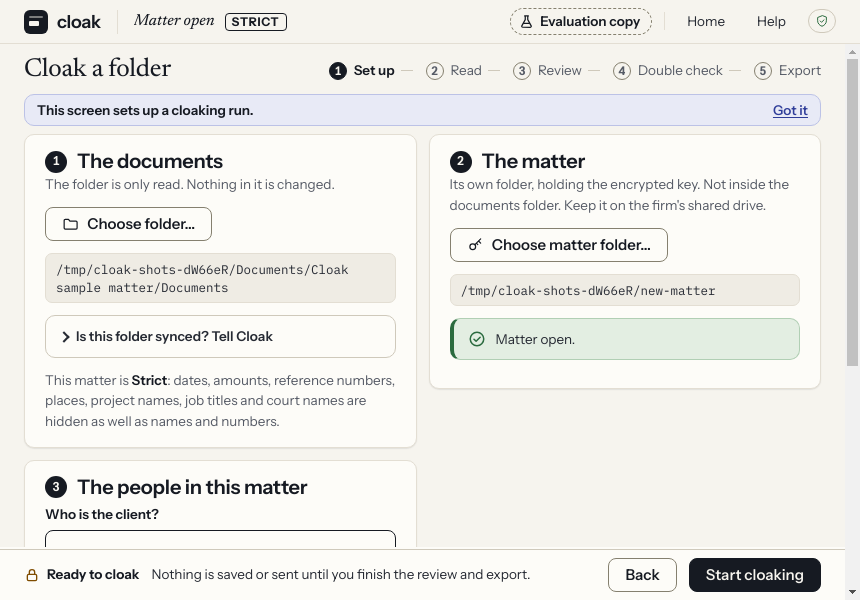 cloak
Matter open
STRICT
Evaluation copy
Home
Help
Cloak a folder
1 Set up
2 Read
3 Review
4 Double check
5 Export
This screen sets up a cloaking run.
Got it
1 The documents
The folder is only read. Nothing in it is changed.
Choose folder...
/tmp/cloak-shots-dW66eR/Documents/Cloak
sample matter/Documents
Is this folder synced? Tell Cloak
This matter is Strict: dates, amounts, reference numbers,
places, project names, job titles and court names are
hidden as well as names and numbers.
2 The matter
Its own folder, holding the encrypted key. Not inside the
documents folder. Keep it on the firm's shared drive.
Choose matter folder...
/tmp/cloak-shots-dW66eR/new-matter
Matter open.
3 The people in this matter
Who is the client?
Ready to cloak
Nothing is saved or sent until you finish the review and export.
Back
Start cloaking